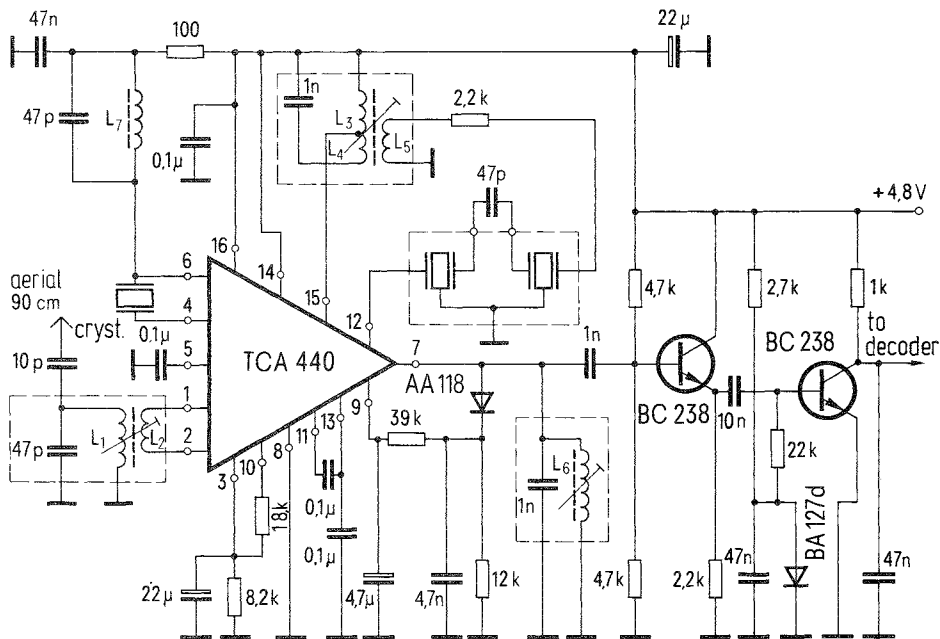 47n
100
22µ
1n
2,2k
47p
L7
L3
L4
L5
0,1µ
47p
+4,8V
16
14
6
15
12
4,7k
2,7k
1k
aerial
90 cm
4
cryst.
to
decoder
BC 238
0,1µ
5
TCA 440
7
1n
10p
AA 118
BC 238
10n
1
9
39k
22k
47p
L1
L2
2
13
11
8
10
3
L6
1n
18k
0,1µ
0,1µ
BA 127d
22µ
8,2k
4,7µ
4,7n
12k
4,7k
2,2k
47n
47n